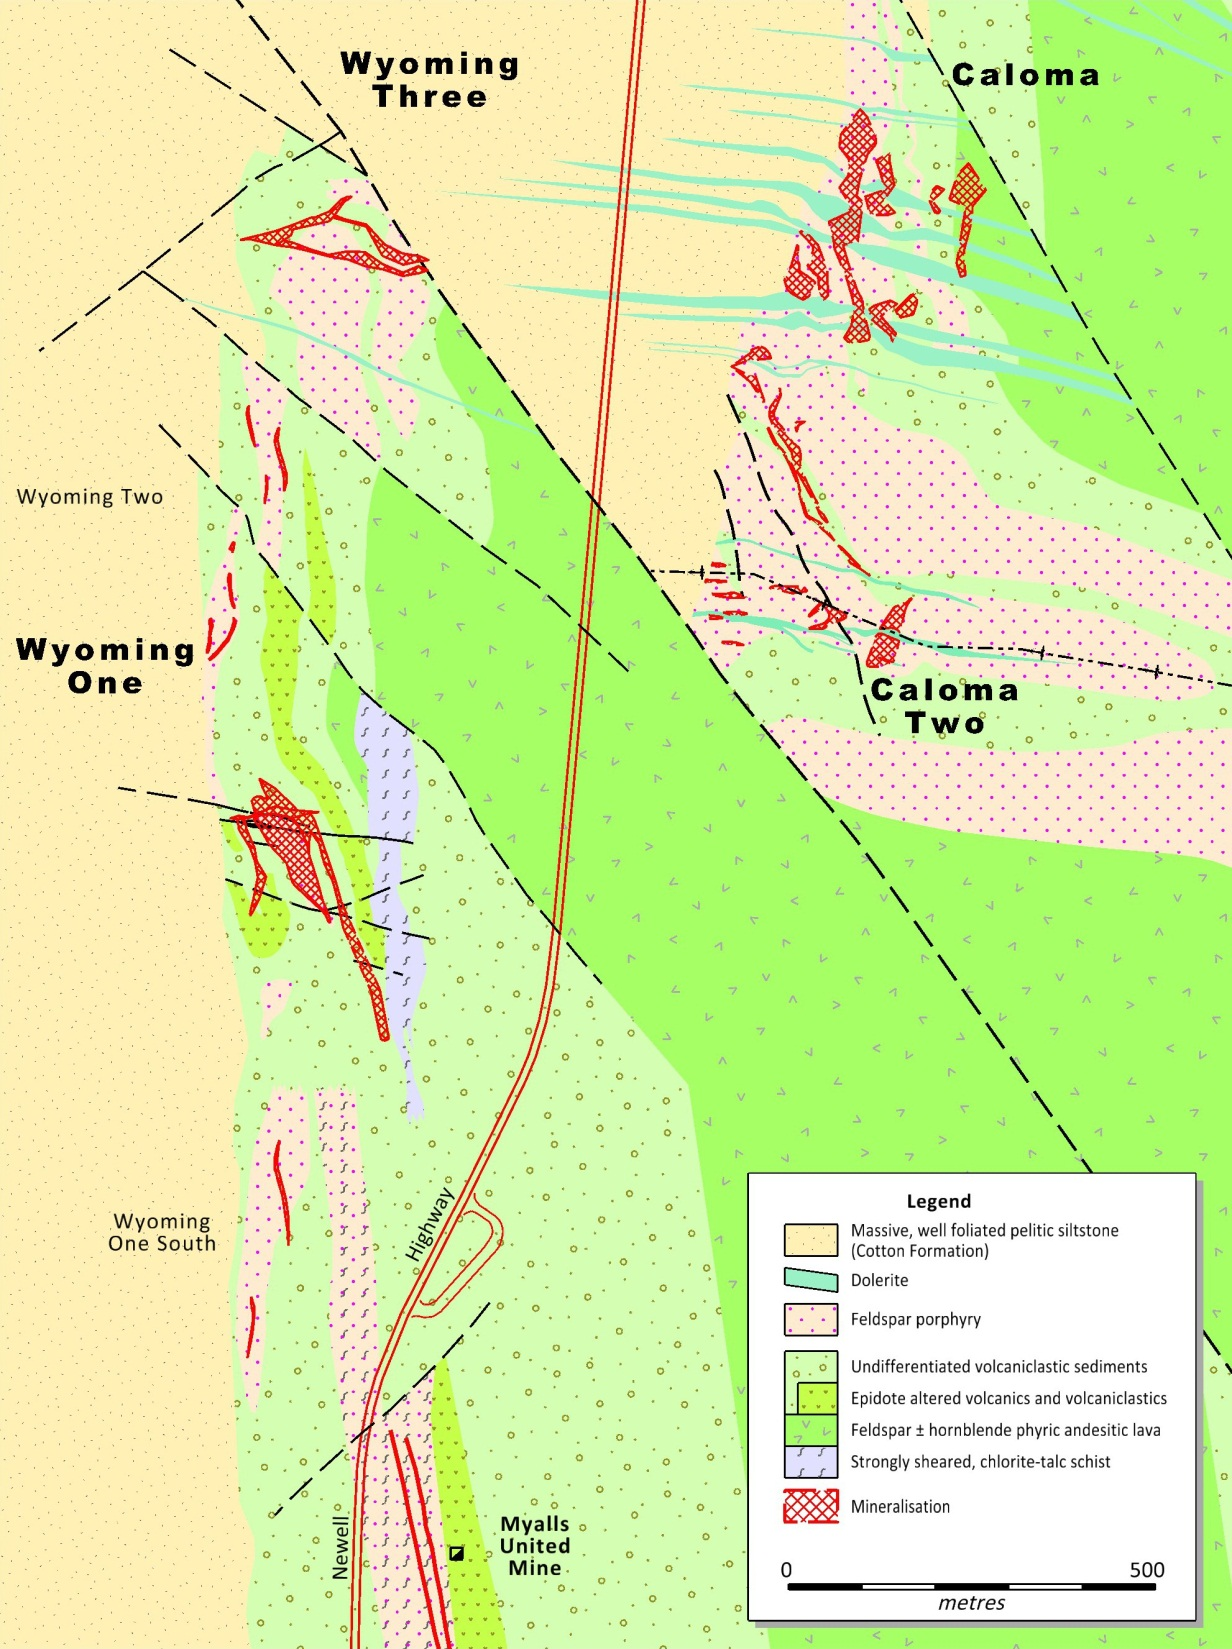 Wyoming
Three
Caloma
Wyoming Two
Wyoming
One
Caloma
Two
Wyoming
One South
Highway
Newell
Myalls
United
Mine
Legend
Massive, well foliated pelitic siltstone
(Cotton Formation)
Dolerite
Feldspar porphyry
Undifferentiated volcaniclastic sediments
Epidote altered volcanics and volcaniclastics
Feldspar ± hornblende phyric andesitic lava
Strongly sheared, chlorite-talc schist
Mineralisation
0 500
metres